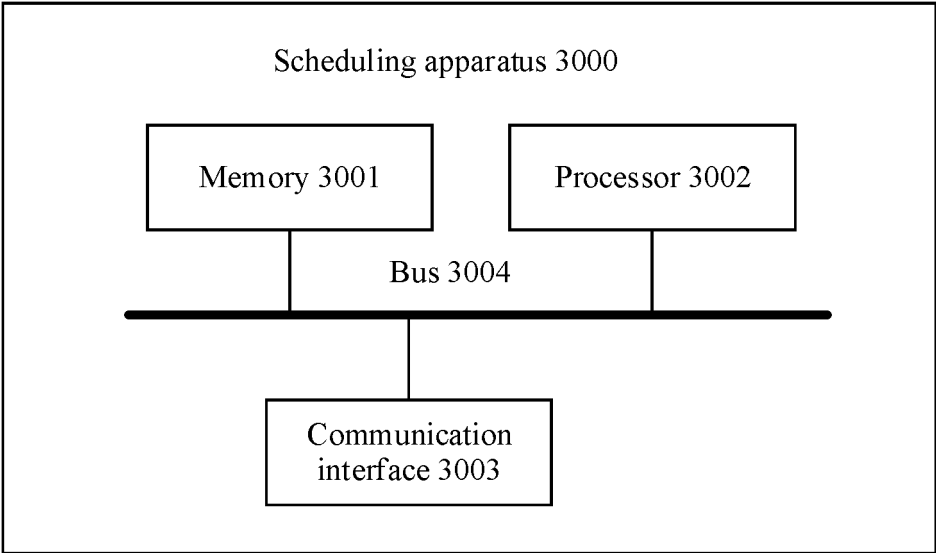 Scheduling apparatus 3000
Memory 3001
Processor 3002
Bus 3004
Communication
interface 3003